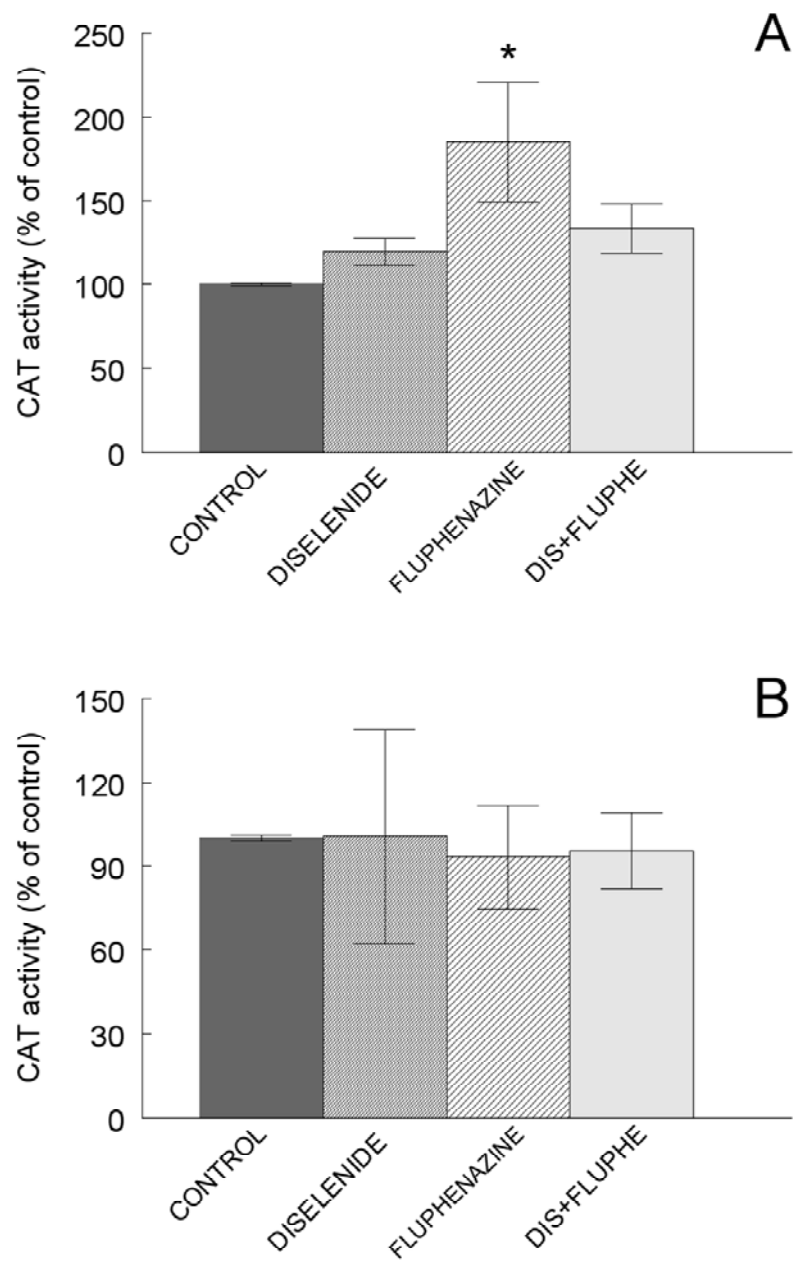 A
CAT activity (% of control)
250
200
150
100
50
0
*
CONTROL
DISELENIDE
FLUPHENAZINE
DIS+FLUPHE
B
CAT activity (% of control)
150
120
90
60
30
0
CONTROL
DISELENIDE
FLUPHENAZINE
DIS+FLUPHE